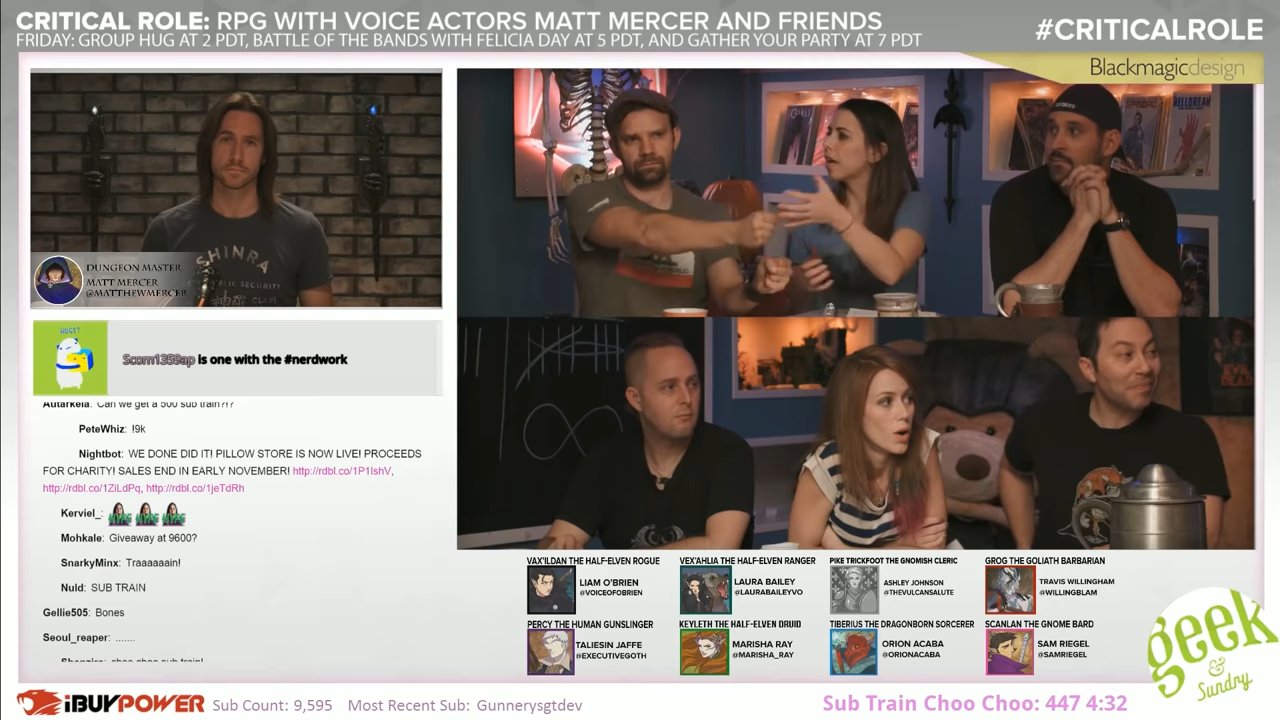 CRITICAL ROLE: RPG WITH VOICE ACTORS MATT MERCER AND FRIENDS
FRIDAY: GROUP HUG AT 2 PDT, BATTLE OF THE BANDS WITH FELICIA DAY AT 5 PDT, AND GATHER YOUR PARTY AT 7 PDT
#CRITICALROLE
Blackmagicdesign
SHINRA
PUBLIC SECURITY
DUNGEON MASTER
MATT MERCER
@MATTHEWMERCER
HUGS?
Scorn1359ap is one with the #nerdwork
Autarkeia: Can we get a 500 sub train?!?
PeteWhiz: !9k
Nightbot: WE DONE DID IT! PILLOW STORE IS NOW LIVE! PROCEEDS
FOR CHARITY! SALES END IN EARLY NOVEMBER! http://rdbl.co/1P1IshV,
http://rdbl.co/1ZiLdPq, http://rdbl.co/1jeTdRh
Kerviel_:
Mohkale: Giveaway at 9600?
SnarkyMinx: Traaaaaain!
Nuld: SUB TRAIN
Gellie505: Bones
Seoul_reaper: .......
choo choo sub train!
VAX'ILDAN THE HALF-ELVEN ROGUE
LIAM O'BRIEN
@VOICEOFOBRIEN
VEX'AHLIA THE HALF-ELVEN RANGER
LAURA BAILEY
@LAURABAILEYVO
PIKE TRICKFOOT THE GNOMISH CLERIC
ASHLEY JOHNSON
@THEVULCANSALUTE
GROG THE GOLIATH BARBARIAN
TRAVIS WILLINGHAM
@WILLINGBLAM
PERCY THE HUMAN GUNSLINGER
TALIESIN JAFFE
@EXECUTIVEGOTH
KEYLETH THE HALF-ELVEN DRUID
MARISHA RAY
@MARISHA_RAY
TIBERIUS THE DRAGONBORN SORCERER
ORION ACABA
@ORIONACABA
SCANLAN THE GNOME BARD
SAM RIEGEL
@SAMRIEGEL
geek & Sundry
iBUYPOWER
Sub Count: 9,595 Most Recent Sub: Gunnerysgtdev
Sub Train Choo Choo: 447 4:32